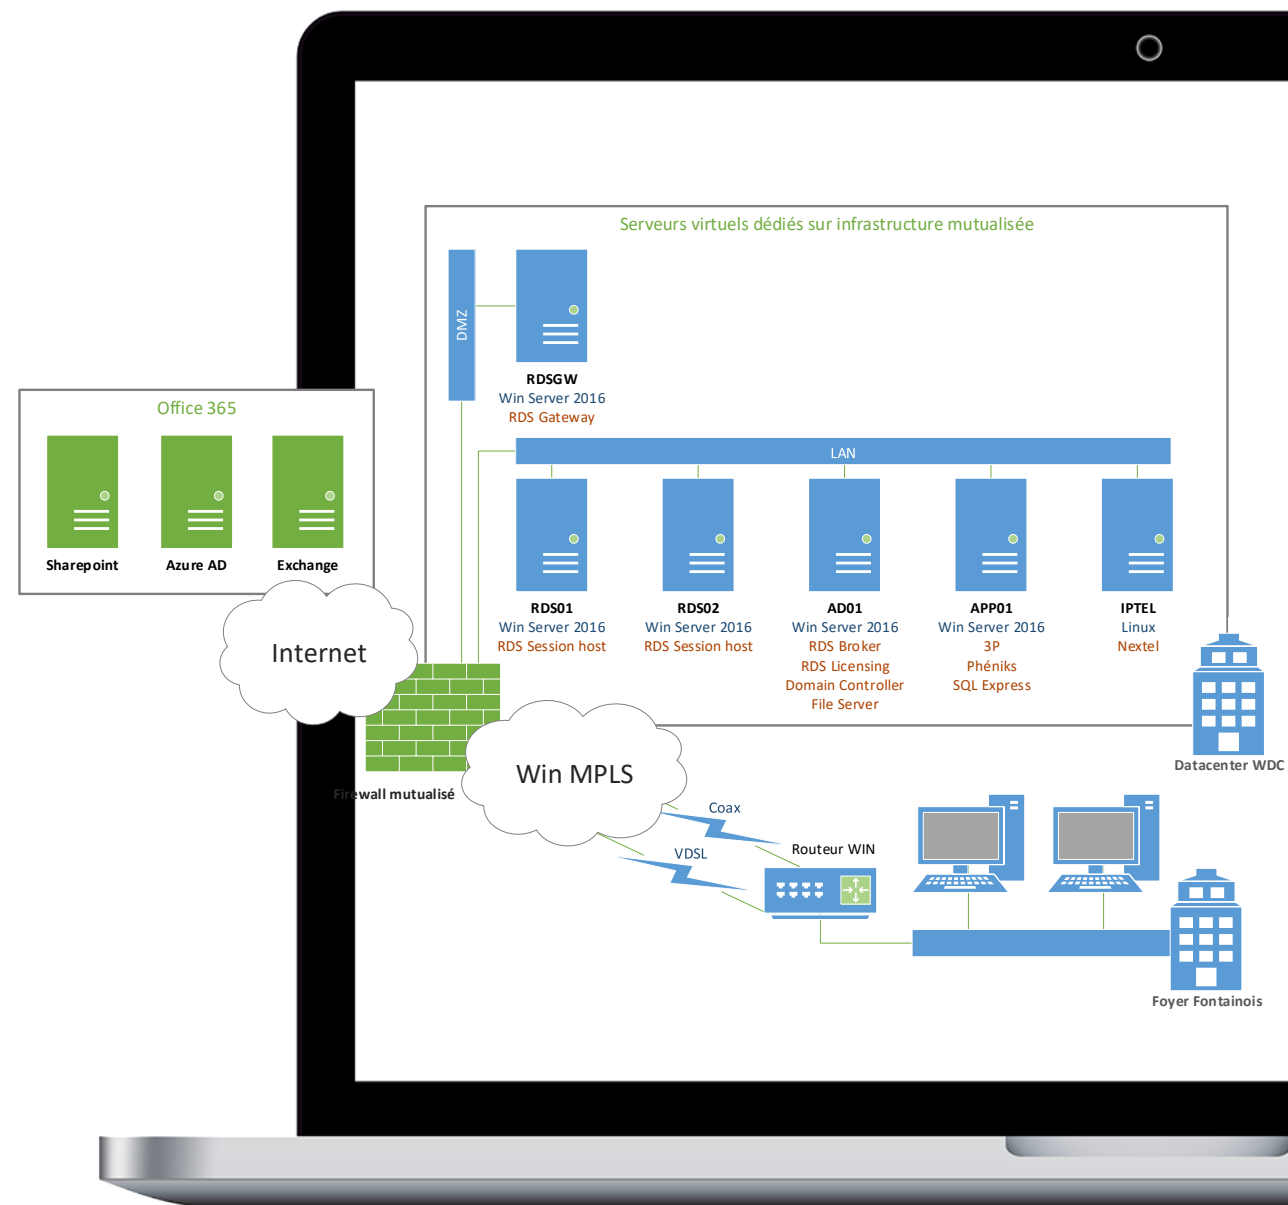 Serveurs virtuels dédiés sur infrastructure mutualisée
DMZ
RDSGW
Win Server 2016
RDS Gateway
Office 365
Sharepoint
Azure AD
Exchange
LAN
RDS01
Win Server 2016
RDS Session host
RDS02
Win Server 2016
RDS Session host
AD01
Win Server 2016
RDS Broker
RDS Licensing
Domain Controller
File Server
APP01
Win Server 2016
3P
Phéniks
SQL Express
IPTEL
Linux
Nextel
Internet
Datacenter WDC
Win MPLS
Firewall mutualisé
Coax
VDSL
Routeur WIN
Foyer Fontainois